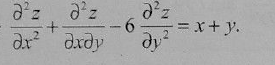 ∂²z/∂x² + ∂²z/∂x∂y − 6 ∂²z/∂y² = x + y.